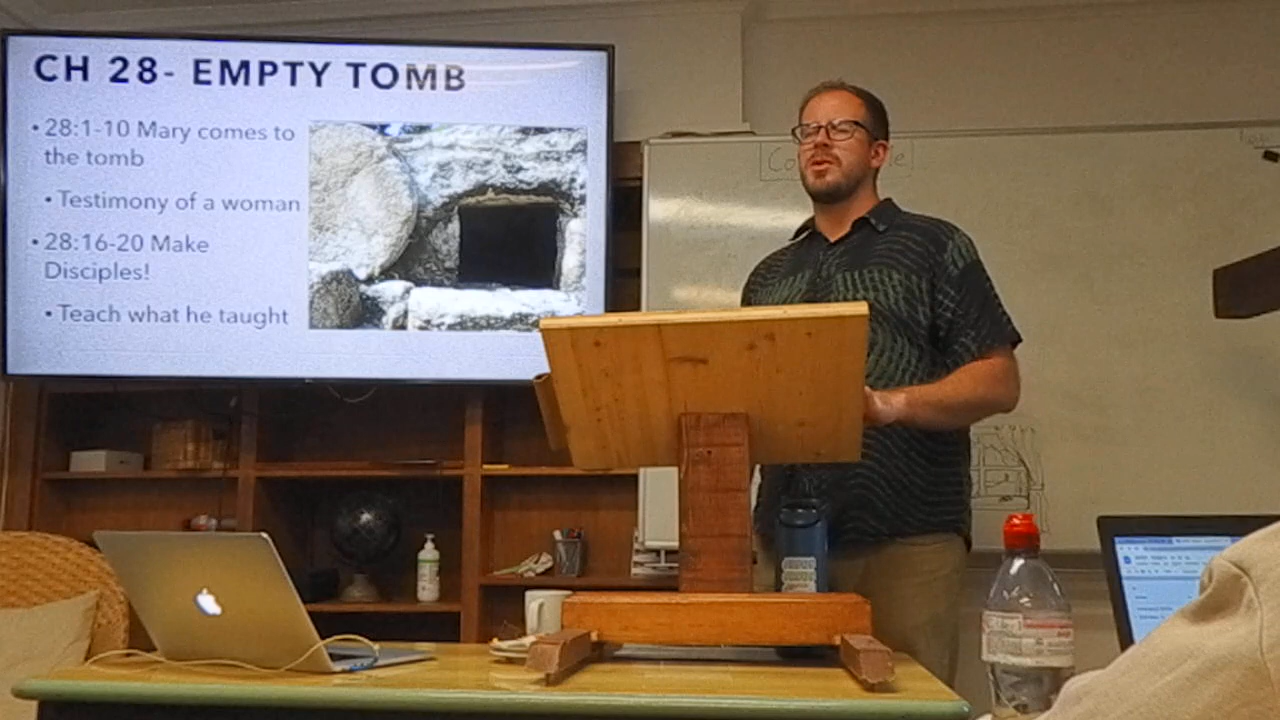 CH 28- EMPTY TOMB
• 28:1-10 Mary comes to
the tomb
• Testimony of a woman
• 28:16-20 Make
Disciples!
• Teach what he taught